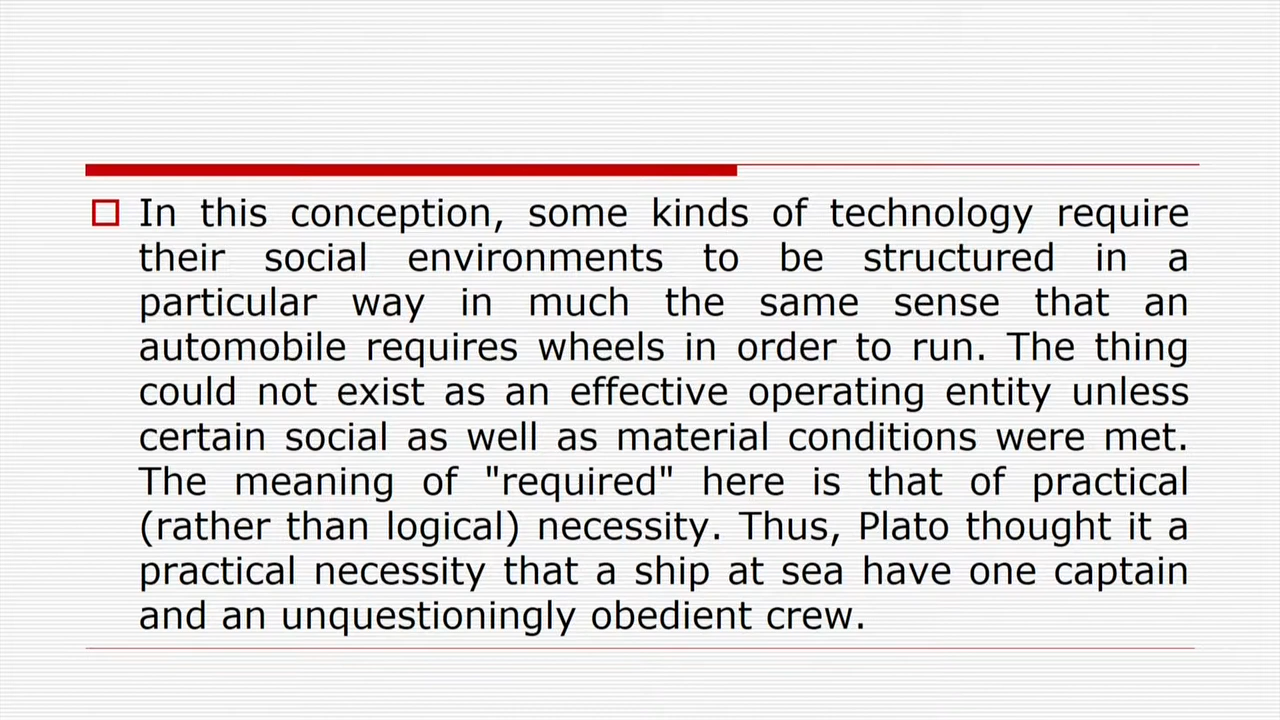 In this conception, some kinds of technology require
their social environments to be structured in a
particular way in much the same sense that an
automobile requires wheels in order to run. The thing
could not exist as an effective operating entity unless
certain social as well as material conditions were met.
The meaning of "required" here is that of practical
(rather than logical) necessity. Thus, Plato thought it a
practical necessity that a ship at sea have one captain
and an unquestioningly obedient crew.